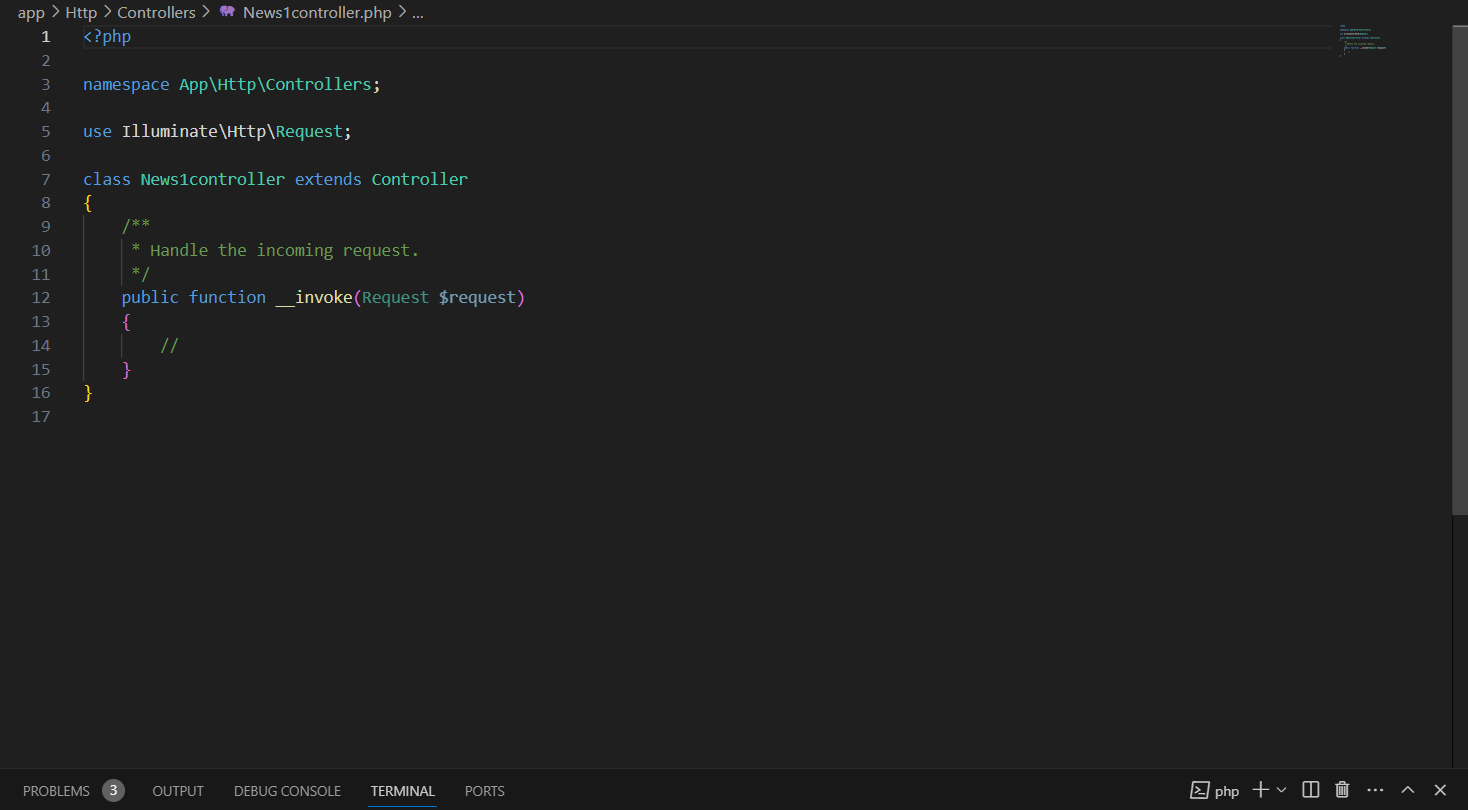 app > Http > Controllers > News1controller.php > ...
1 <?php
2
3 namespace App\Http\Controllers;
4
5 use Illuminate\Http\Request;
6
7 class News1controller extends Controller
8 {
9 /**
10 * Handle the incoming request.
11 */
12 public function __invoke(Request $request)
13 {
14 //
15 }
16 }
17
PROBLEMS 3 OUTPUT DEBUG CONSOLE TERMINAL PORTS php